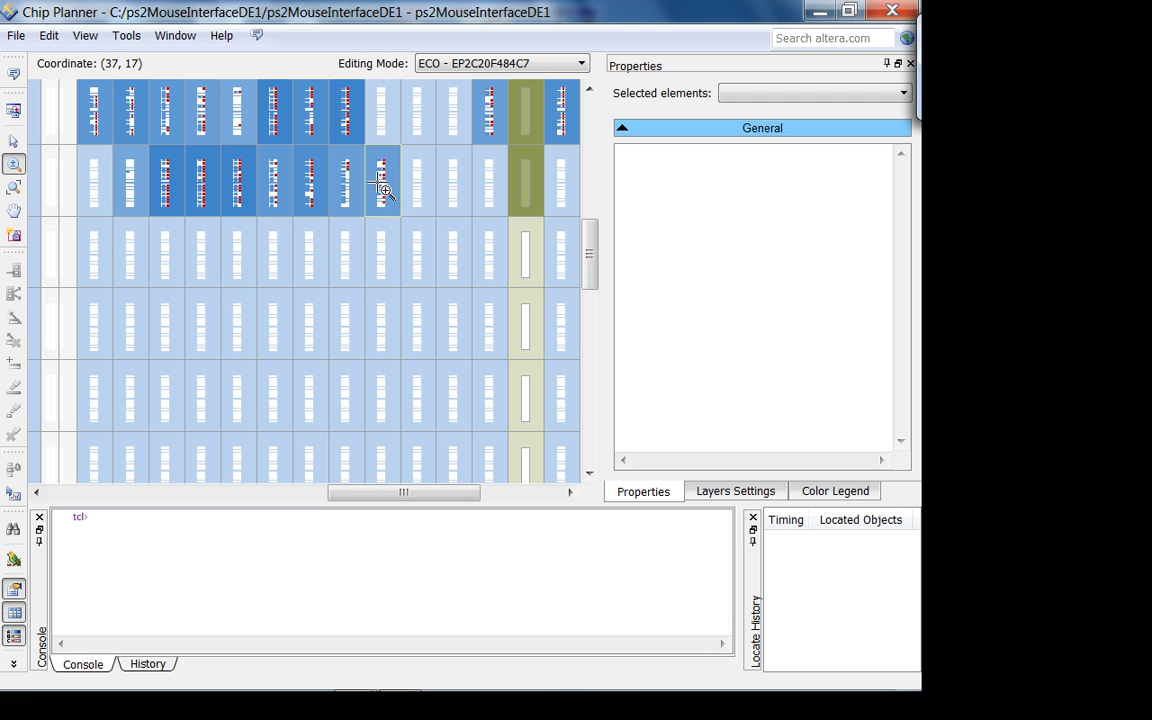 Chip Planner - C:/ps2MouseInterfaceDE1/ps2MouseInterfaceDE1 - ps2MouseInterfaceDE1
File Edit View Tools Window Help
Search altera.com
Coordinate: (37, 17)
Editing Mode: ECO - EP2C20F484C7
Properties
Selected elements:
General
Properties Layers Settings Color Legend
tcl>
Console
Console History
Locate History
Timing Located Objects